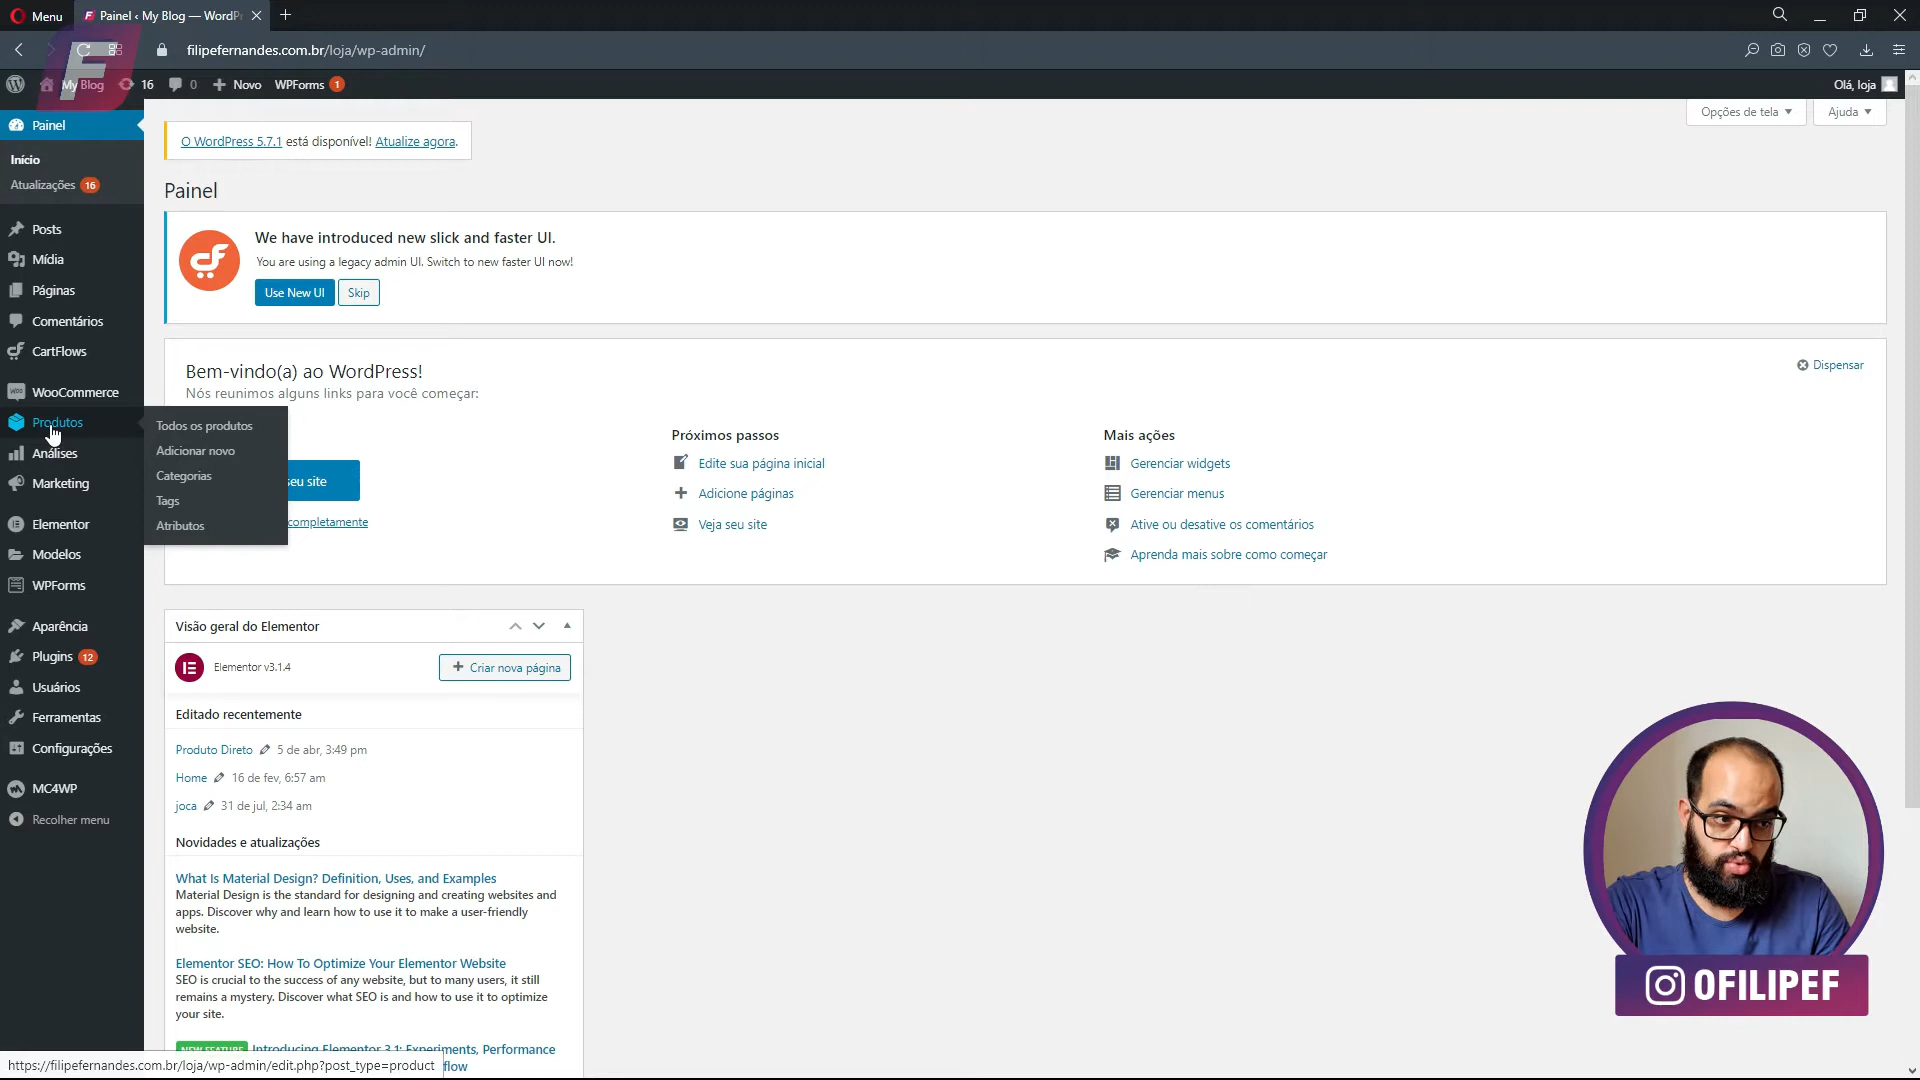 Menu
Painel ‹ My Blog — WordP
filipefernandes.com.br/loja/wp-admin/
My Blog
16
0
Novo
WPForms 1
Olá, loja
Painel
Início
Atualizações 16
Posts
Mídia
Páginas
Comentários
CartFlows
WooCommerce
Produtos
Análises
Marketing
Elementor
Modelos
WPForms
Aparência
Plugins 12
Usuários
Ferramentas
Configurações
MC4WP
Recolher menu
Todos os produtos
Adicionar novo
Categorias
Tags
Atributos
Opções de tela
Ajuda
O WordPress 5.7.1 está disponível! Atualize agora.
Painel
We have introduced new slick and faster UI.
You are using a legacy admin UI. Switch to new faster UI now!
Use New UI
Skip
Bem-vindo(a) ao WordPress!
Nós reunimos alguns links para você começar:
Dispensar
seu site
completamente
Próximos passos
Edite sua página inicial
Adicione páginas
Veja seu site
Mais ações
Gerenciar widgets
Gerenciar menus
Ative ou desative os comentários
Aprenda mais sobre como começar
Visão geral do Elementor
Elementor v3.1.4
Criar nova página
Editado recentemente
Produto Direto 5 de abr, 3:49 pm
Home 16 de fev, 6:57 am
joca 31 de jul, 2:34 am
Novidades e atualizações
What Is Material Design? Definition, Uses, and Examples
Material Design is the standard for designing and creating websites and
apps. Discover why and learn how to use it to make a user-friendly
website.
Elementor SEO: How To Optimize Your Elementor Website
SEO is crucial to the success of any website, but to many users, it still
remains a mystery. Discover what SEO is and how to use it to optimize
your site.
NEW FEATURE Introducing Elementor 3.1: Experiments, Performance
flow
https://filipefernandes.com.br/loja/wp-admin/edit.php?post_type=product
OFILIPEF